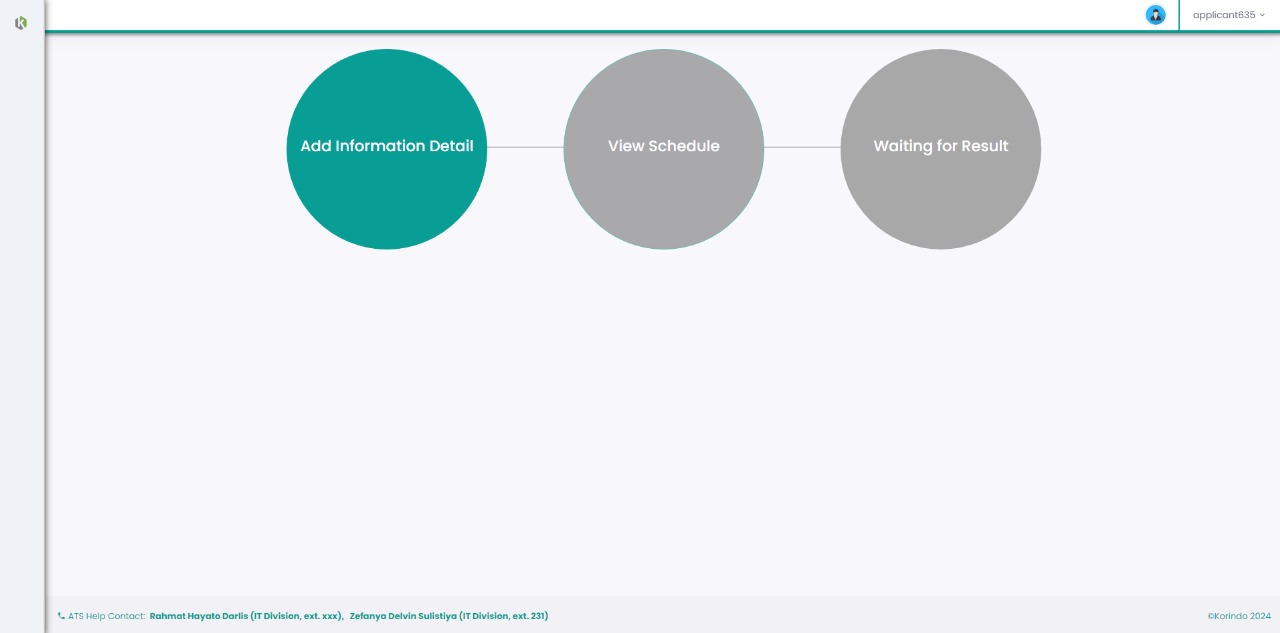 applicant635
Add Information Detail
View Schedule
Waiting for Result
ATS Help Contact: Rahmat Hayato Darlis (IT Division, ext. xxx), Zefanya Delvin Sulistiya (IT Division, ext. 231)
©Korindo 2024